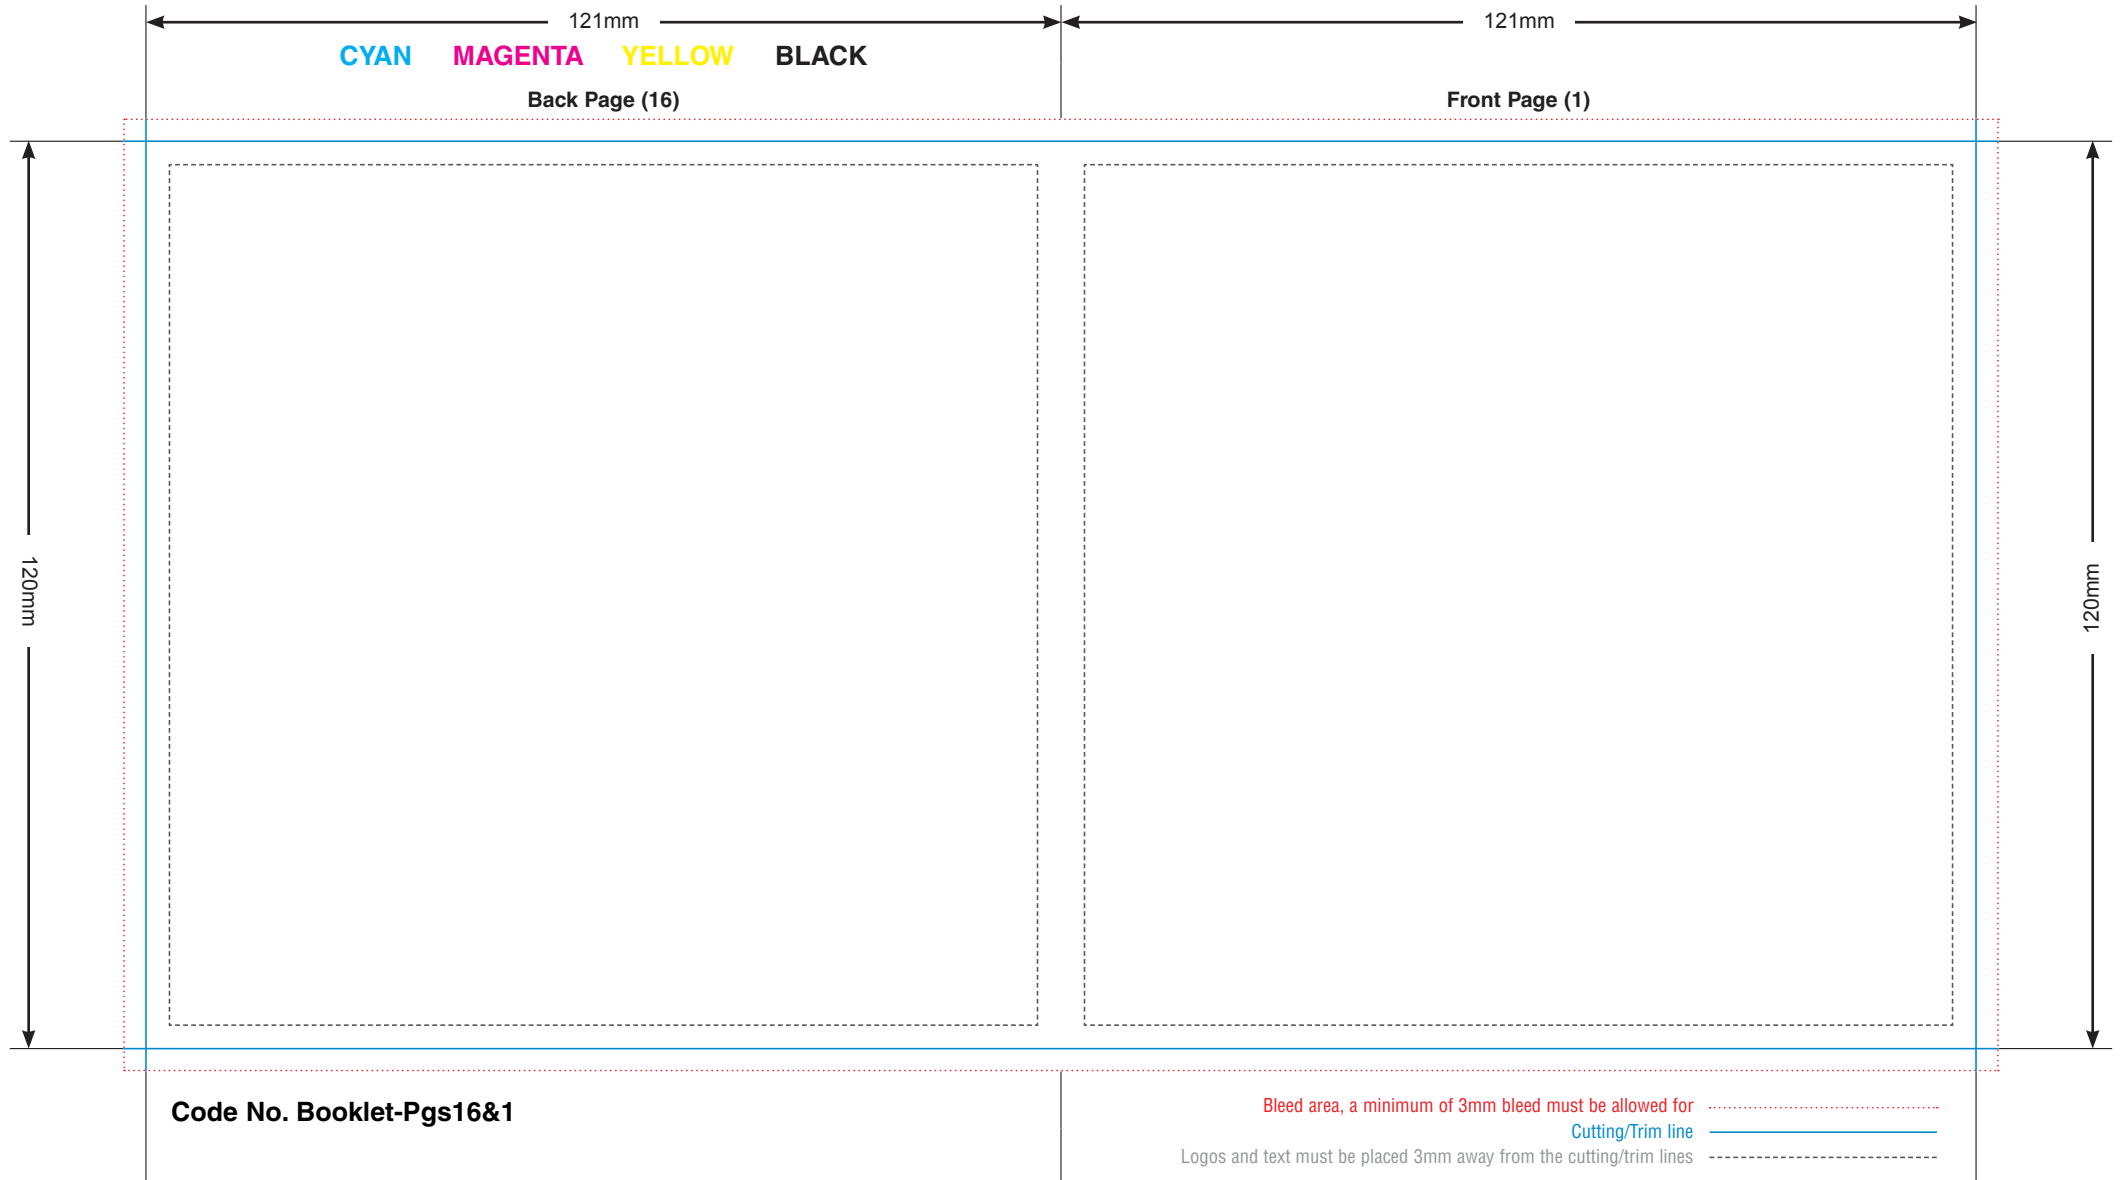 121mm 121mm
CYAN MAGENTA YELLOW BLACK
Back Page (16) Front Page (1)
120mm 120mm
Code No. Booklet-Pgs16&1
Bleed area, a minimum of 3mm bleed must be allowed for
Cutting/Trim line
Logos and text must be placed 3mm away from the cutting/trim lines